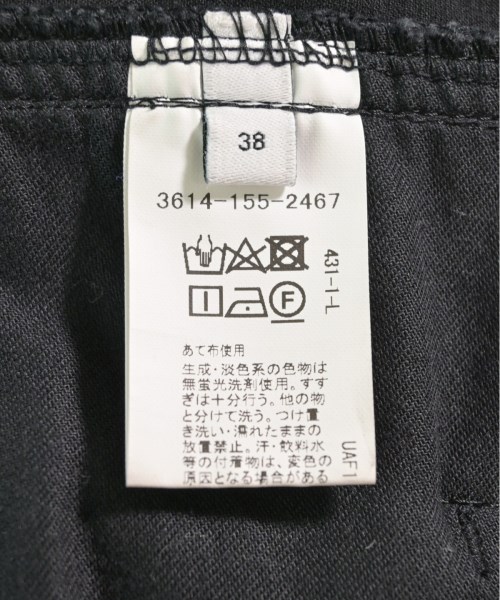 38
3614-155-2467
431-1-L
F
あて布使用
生成・淡色系の色物は
無蛍光洗剤使用。すす
ぎは十分行う。他の物
と分けて洗う。つけ置
き洗い・濡れたままの
放置禁止。汗・飲料水
等の付着物は、変色の
原因となる場合がある
UAF1